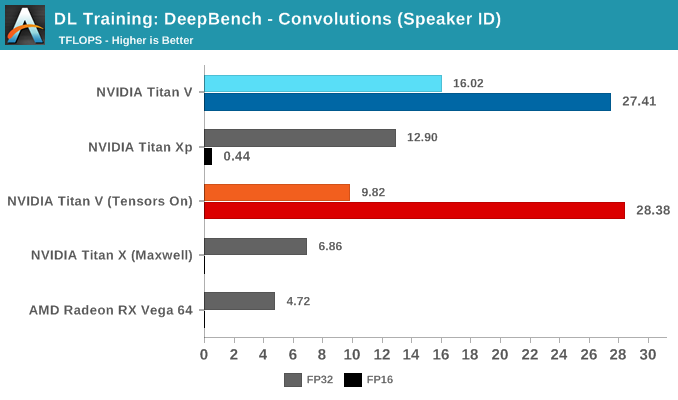 DL Training: DeepBench - Convolutions (Speaker ID)
TFLOPS - Higher is Better
NVIDIA Titan V
16.02
27.41
NVIDIA Titan Xp
12.90
0.44
NVIDIA Titan V (Tensors On)
9.82
28.38
NVIDIA Titan X (Maxwell)
6.86
AMD Radeon RX Vega 64
4.72
0 2 4 6 8 10 12 14 16 18 20 22 24 26 28 30
FP32 FP16